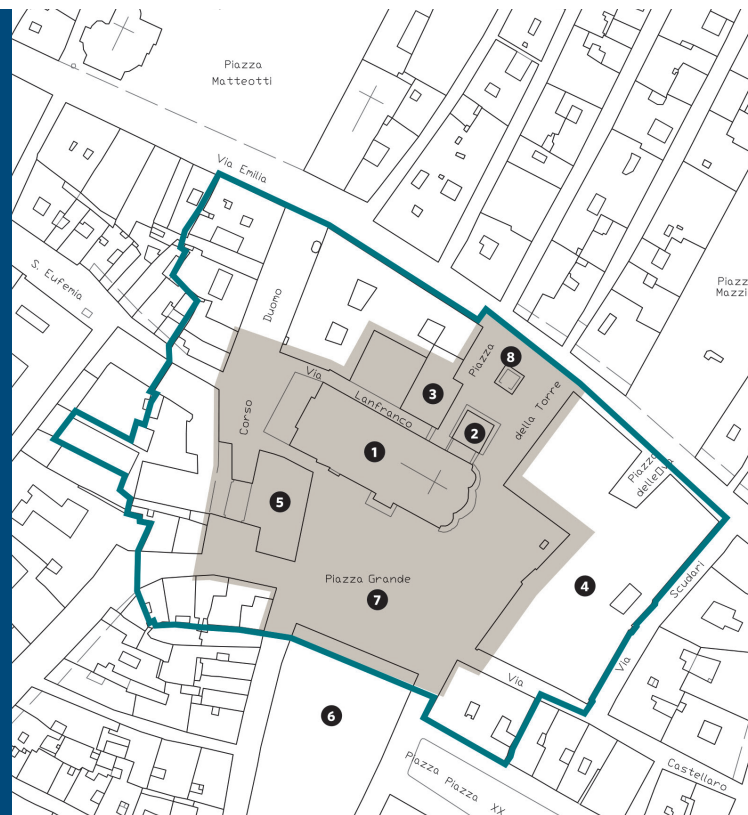 Piazza
Matteotti
Via Emilia
S. Eufemia
Piazz
Mazzi
Duomo
Corso
Via
Lanfranco
Piazza
8
della Torre
3
2
1
Piazza
delle
5
Piazza Grande
7
4
Scudari
Via
Via
6
Castellaro
Piazza Piazza XX